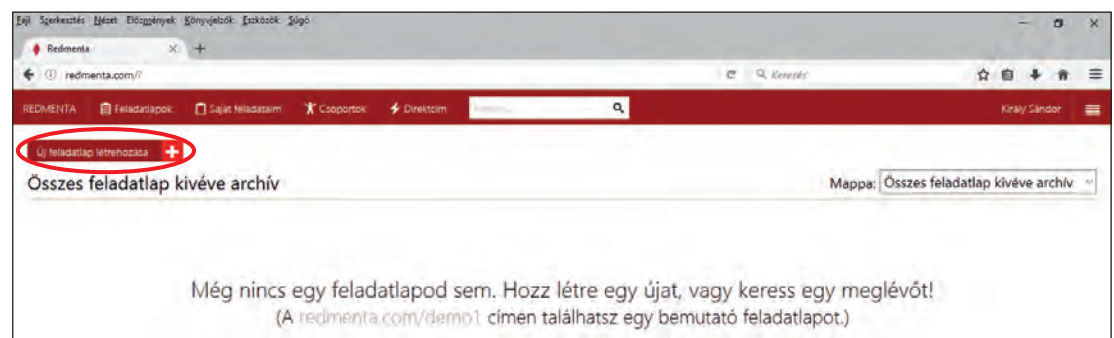 Fájl Szerkesztés Nézet Előzmények Könyvjelzők Eszközök Súgó
Redmenta
redmenta.com/?
Keresés
REDMENTA Feladatlapok Saját feladataim Csoportok Direktcím
Király Sándor
Új feladatlap létrehozása
Összes feladatlap kivéve archív
Mappa: Összes feladatlap kivéve archív
Még nincs egy feladatlapod sem. Hozz létre egy újat, vagy keress egy meglévőt!
(A redmenta.com/demo1 címen találhatsz egy bemutató feladatlapot.)